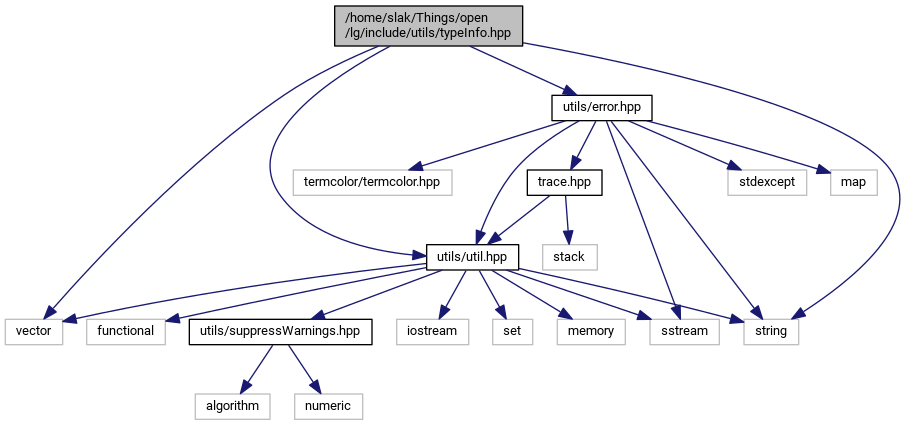 /home/slak/Things/open
/lg/include/utils/typeInfo.hpp
utils/error.hpp
termcolor/termcolor.hpp
trace.hpp
stdexcept
map
utils/util.hpp
stack
vector
functional
utils/suppressWarnings.hpp
iostream
set
memory
sstream
string
algorithm
numeric